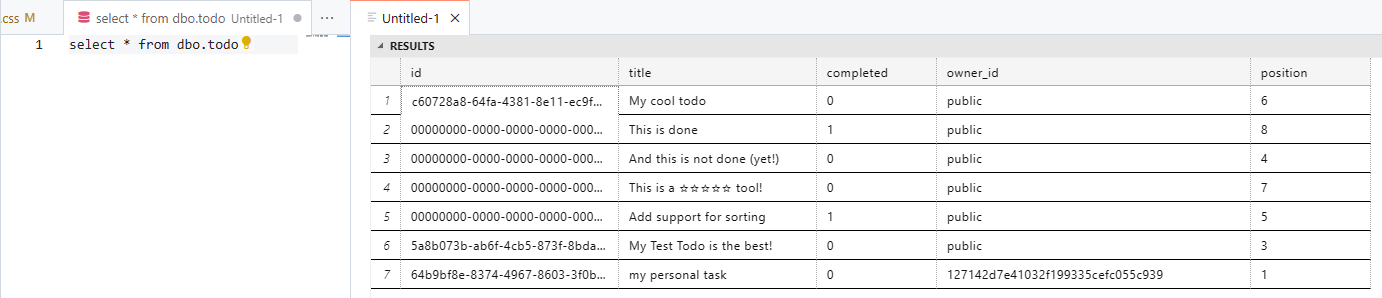 .css M select * from dbo.todo Untitled-1 ● ··· Untitled-1 ×
1 select * from dbo.todo
RESULTS
id title completed owner_id position
1 c60728a8-64fa-4381-8e11-ec9f... My cool todo 0 public 6
2 00000000-0000-0000-0000-000... This is done 1 public 8
3 00000000-0000-0000-0000-000... And this is not done (yet!) 0 public 4
4 00000000-0000-0000-0000-000... This is a ☆☆☆☆☆ tool! 0 public 7
5 00000000-0000-0000-0000-000... Add support for sorting 1 public 5
6 5a8b073b-ab6f-4cb5-873f-8bda... My Test Todo is the best! 0 public 3
7 64b9bf8e-8374-4967-8603-3f0b... my personal task 0 127142d7e41032f199335cefc055c939 1